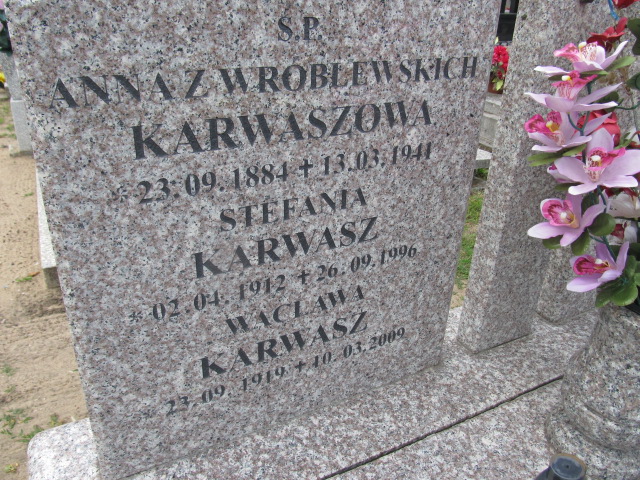 Ś.P.
ANNA Z WRÓBLEWSKICH
KARWASZOWA
* 23.09.1884 + 13.03.1941
STEFANIA
KARWASZ
* 02.04.1912 + 26.09.1996
WACŁAWA
KARWASZ
* 23.09.1919 + 10.03.2009